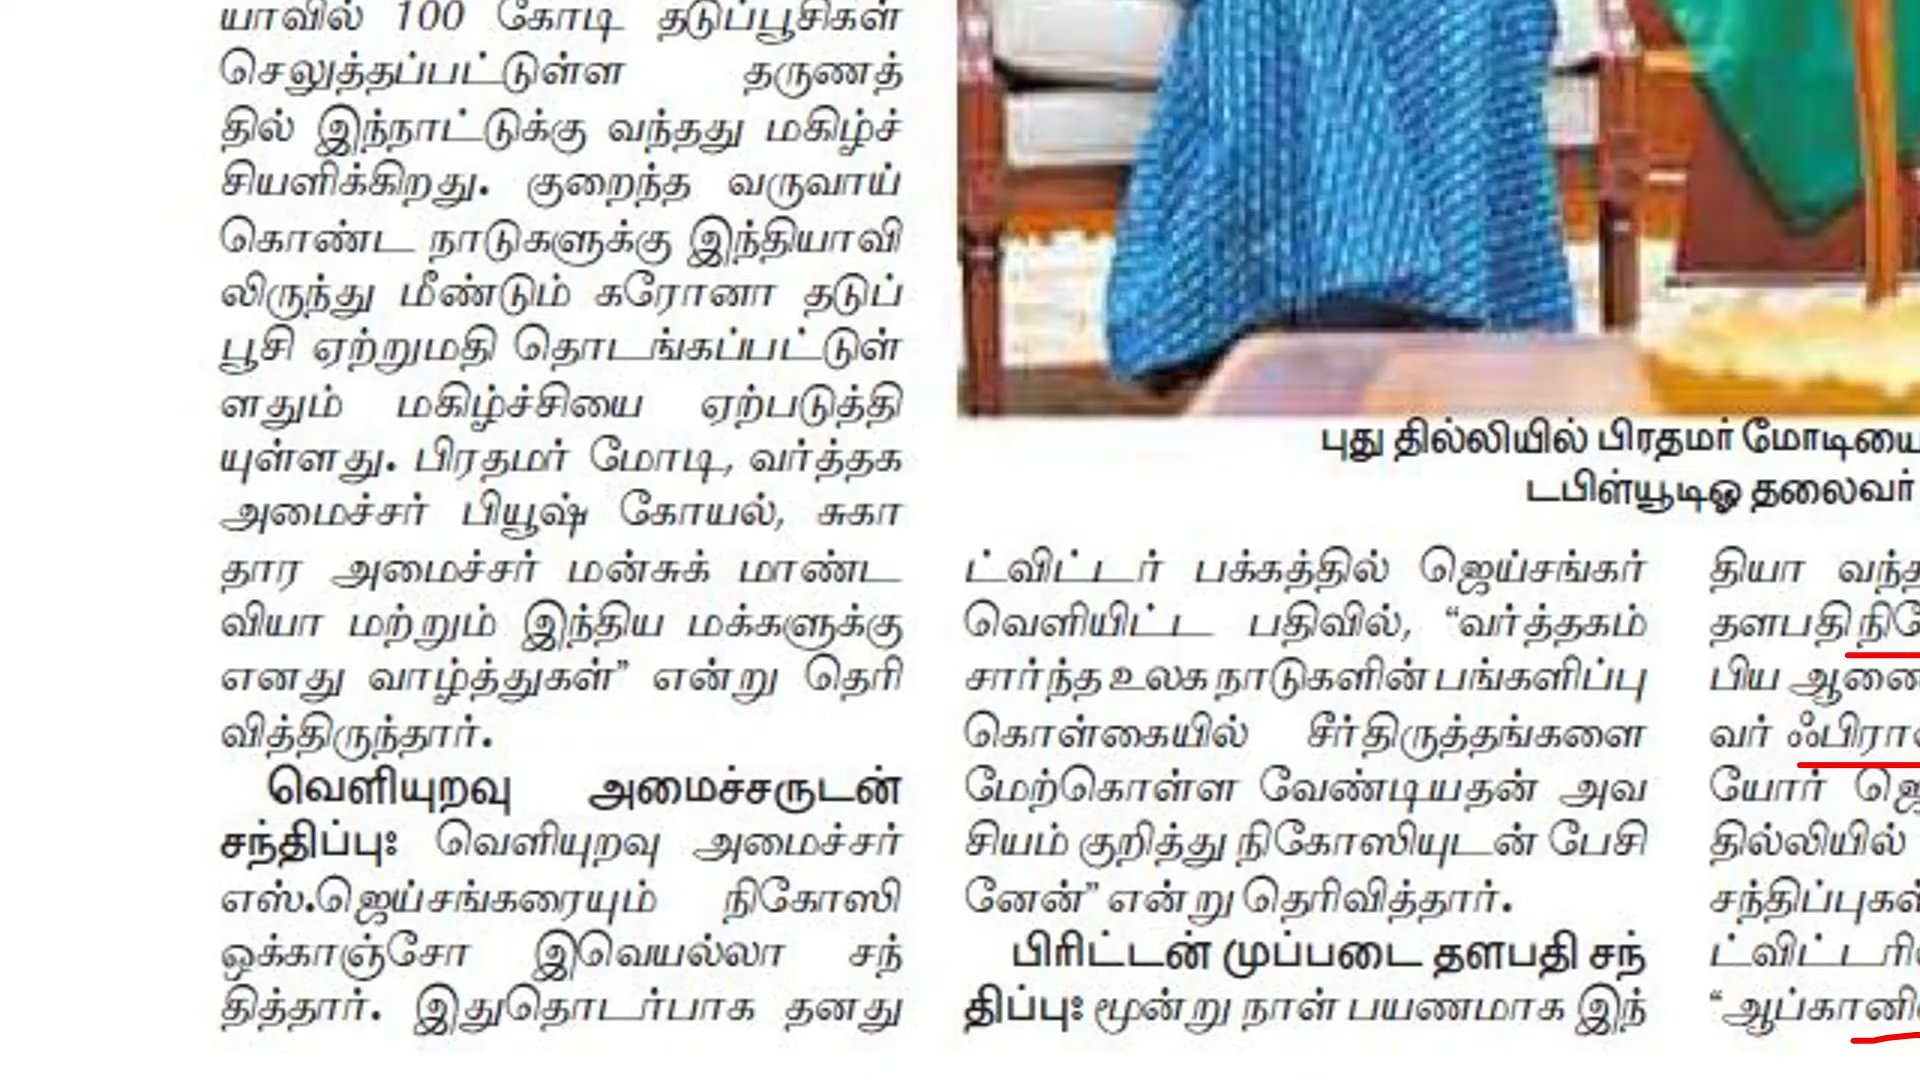 யாவில் 100 கோடி தடுப்பூசிகள்
செலுத்தப்பட்டுள்ள தருணத்
தில் இந்நாட்டுக்கு வந்தது மகிழ்ச்
சியளிக்கிறது. குறைந்த வருவாய்
கொண்ட நாடுகளுக்கு இந்தியாவி
லிருந்து மீண்டும் கரோனா தடுப்
பூசி ஏற்றுமதி தொடங்கப்பட்டுள்
ளதும் மகிழ்ச்சியை ஏற்படுத்தி
யுள்ளது. பிரதமர் மோடி, வர்த்தக
அமைச்சர் பியூஷ் கோயல், சுகா
தார அமைச்சர் மன்சுக் மாண்ட
வியா மற்றும் இந்திய மக்களுக்கு
எனது வாழ்த்துகள்” என்று தெரி
வித்திருந்தார்.
வெளியுறவு அமைச்சருடன்
சந்திப்பு: வெளியுறவு அமைச்சர்
எஸ்.ஜெய்சங்கரையும் நிகோஸி
ஒக்காஞ்சோ இவெயல்லா சந்
தித்தார். இதுதொடர்பாக தனது
புது தில்லியில் பிரதமர் மோடியை
டபிள்யூடிஓ தலைவர்
ட்விட்டர் பக்கத்தில் ஜெய்சங்கர்
வெளியிட்ட பதிவில், “வர்த்தகம்
சார்ந்த உலக நாடுகளின் பங்களிப்பு
கொள்கையில் சீர்திருத்தங்களை
மேற்கொள்ள வேண்டியதன் அவ
சியம் குறித்து நிகோஸியுடன் பேசி
னேன்” என்று தெரிவித்தார்.
பிரிட்டன் முப்படை தளபதி சந்
திப்பு: மூன்று நாள் பயணமாக இந்
தியா
தளபதி
பிய
வர்
யோர்
தில்லியில்